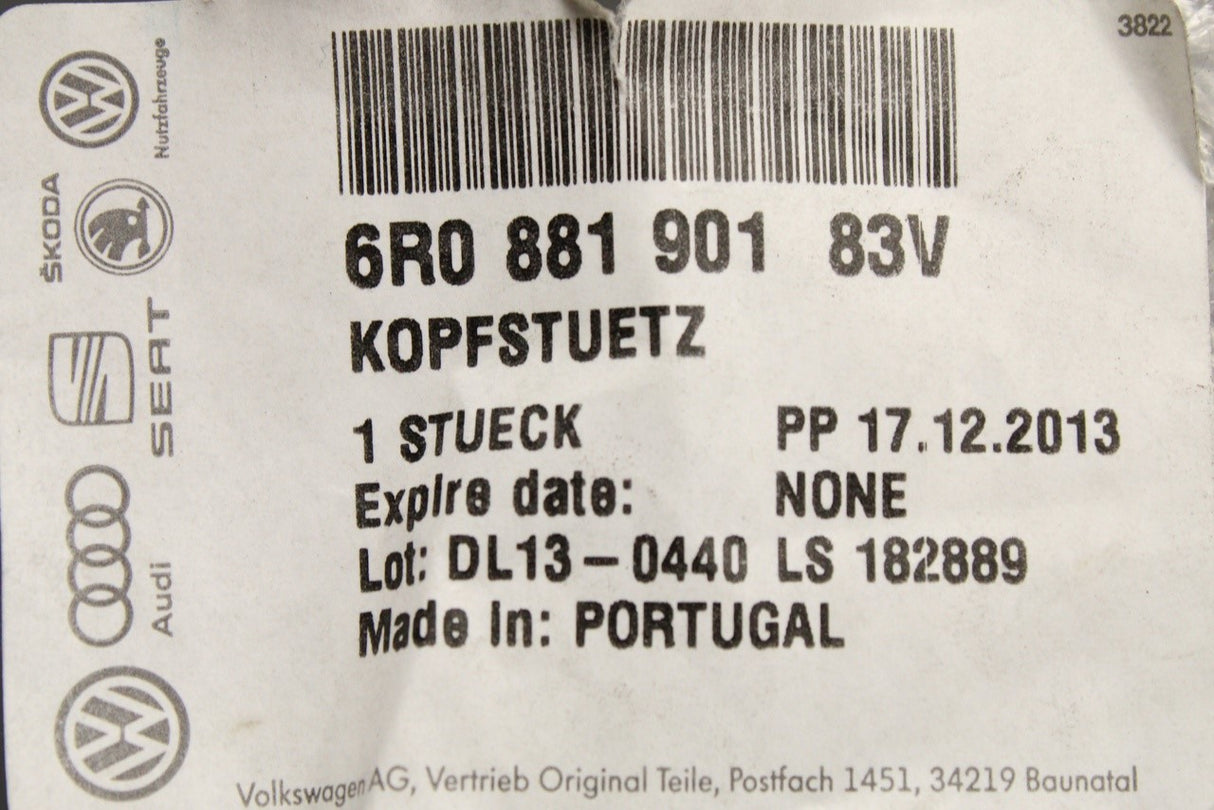 3822
Nutzfahrzeuge
ŠKODA
SEAT
Audi
6R0 881 901 83V
KOPFSTUETZ
1 STUECK PP 17.12.2013
Expire date: NONE
Lot: DL13-0440 LS 182889
Made In: PORTUGAL
Volkswagen AG, Vertrieb Original Teile, Postfach 1451, 34219 Baunatal